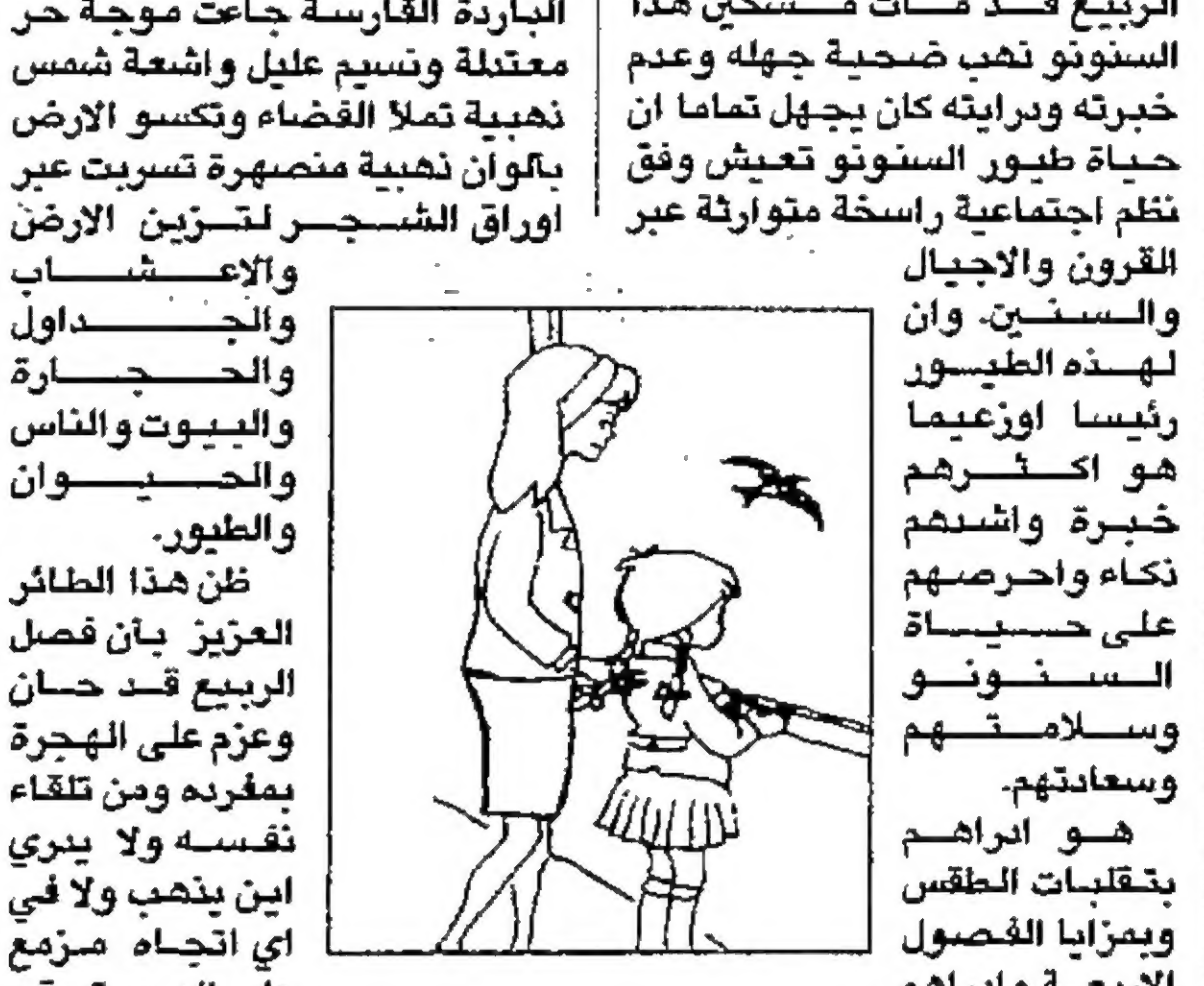 الربيع قد مات مسكين هذا
السنونو ذهب ضحية جهله وعدم
خبرته ودرايته كان يجهل تماما ان
حياة طيور السنونو تعيش وفق
نظم اجتماعية راسخة متوارثة عبر
القرون والاجيال
والسنين. وان
لهذه الطيور
رئيسا اوزعيما
هو اكثرهم
خبرة واشدهم
ذكاء واحرصهم
على حياة
السنونو
وسلامتهم
وسعادتهم.
هو ادراهم
بتقلبات الطقس
وبمزايا الفصول
الباردة القارسة جاءت موجة حر
معتدلة ونسيم عليل واشعة شمس
ذهبية تملأ الفضاء وتكسو الارض
بألوان ذهبية منصهرة تسربت عبر
اوراق الشجر لتزين الارض
والاعشاب
والجداول
والحجارة
والبيوت والناس
والحيوان
والطيور.
ظن هذا الطائر
العزيز بأن فصل
الربيع قد حان
وعزم على الهجرة
بمفرده ومن تلقاء
نفسه ولا يدري
اين يذهب ولا في
اي اتجاه مزمع